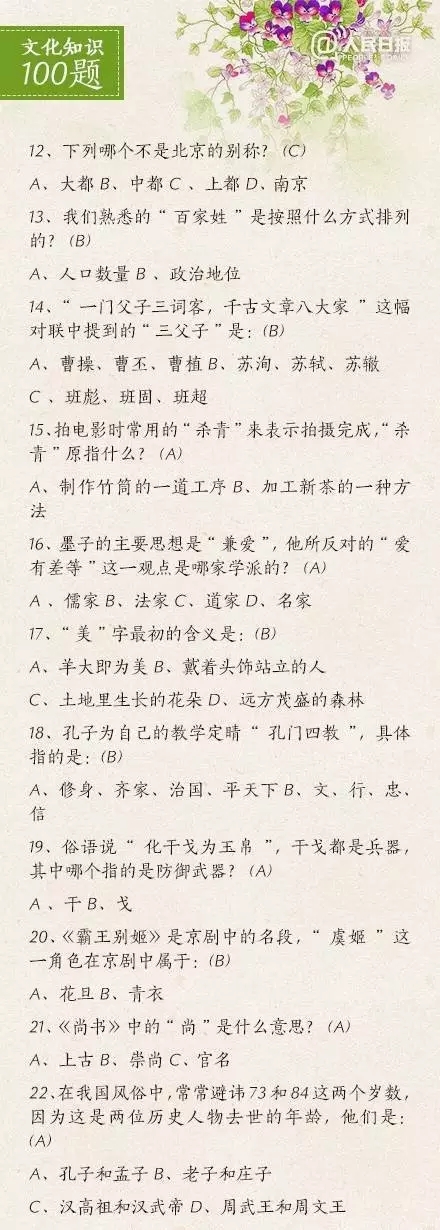 文化知识
100题
@人民日报
12、下列哪个不是北京的别称？(C)
A、大都 B、中都 C 、上都 D、南京
13、我们熟悉的“ 百家姓 ”是按照什么方式排列
的？(B)
A、人口数量 B 、政治地位
14、“ 一门父子三词客，千古文章八大家 ”这幅
对联中提到的“三父子”是：(B)
A、曹操、曹丕、曹植 B、苏洵、苏轼、苏辙
C 、班彪、班固、班超
15、拍电影时常用的“杀青”来表示拍摄完成，“杀
青”原指什么？(A)
A、制作竹筒的一道工序 B、加工新茶的一种方
法
16、墨子的主要思想是“兼爱”，他所反对的“爱
有差等”这一观点是哪家学派的？(A)
A 、儒家 B、法家 C、道家 D、名家
17、“美”字最初的含义是：(B)
A、羊大即为美 B、戴着头饰站立的人
C、土地里生长的花朵 D、远方茂盛的森林
18、孔子为自己的教学定晴“ 孔门四教 ”，具体
指的是：(B)
A、修身、齐家、治国、平天下 B、文、行、忠、
信
19、俗语说“ 化干戈为玉帛 ”，干戈都是兵器，
其中哪个指的是防御武器？(A)
A 、干 B、戈
20、《霸王别姬》是京剧中的名段，“ 虞姬 ”这
一角色在京剧中属于：(B)
A、花旦 B、青衣
21、《尚书》中的“尚”是什么意思？(A)
A、上古 B、崇尚 C、官名
22、在我国风俗中，常常避讳73和84这两个岁数，
因为这是两位历史人物去世的年龄，他们是：
(A)
A、孔子和孟子 B、老子和庄子
C、汉高祖和汉武帝 D、周武王和周文王